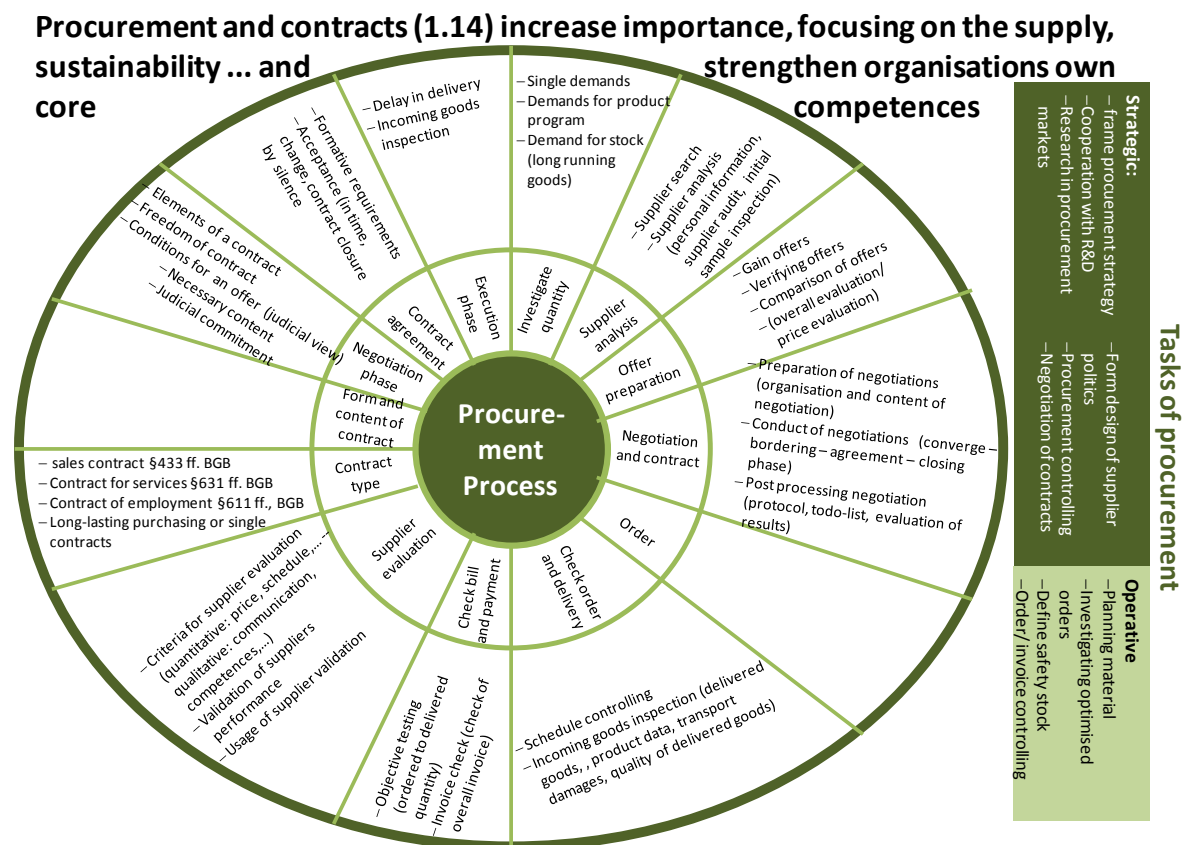 Procurement and contracts (1.14) increase importance, focusing on the supply,
sustainability ... and strengthen organisations own
core competences
– Single demands
– Demands for product
program
– Demand for stock
(long running
goods)
– Supplier search
– Supplier analysis
(personal information,
supplier audit, initial
sample inspection)
– Gain offers
– Verifying offers
– Comparison of offers
– (overall evaluation/
price evaluation)
– Preparation of negotiations
(organisation and content of
negotiation)
– Conduct of negotiations (converge –
bordering – agreement – closing
phase)
– Post processing negotiation
(protocol, todo-list, evaluation of
results)
– Schedule controlling
– Incoming goods inspection (delivered
goods, , product data, transport
damages, quality of delivered goods)
– Objective testing
(ordered to delivered
quantity)
– Invoice check (check of
overall invoice)
– Criteria for supplier evaluation
(quantitative: price, schedule,...-
qualitative: communication,
competences,...)
– Validation of suppliers
performance
– Usage of supplier validation
– sales contract §433 ff. BGB
– Contract for services §631 ff. BGB
– Contract of employment §611 ff., BGB
– Long-lasting purchasing or single
contracts
– Elements of a contract
– Freedom of contract
– Conditions for an offer (judicial view)
– Necessary content
– Judicial commitment
– Formative requirements
– Acceptance (in time,
change, contract closure
by silence
– Delay in delivery
– Incoming goods
inspection
Investigate
quantity
Supplier
analysis
Offer
preparation
Negotiation
and contract
Order
Check order
and delivery
Check bill
and payment
Supplier
evaluation
Contract
type
Form and
content of
contract
Negotiation
phase
Contract
agreement
Execution
phase
Procure-
ment
Process
Tasks of procurement
Strategic:
– frame procuement strategy
– Cooperation with R&D
– Research in procurement
markets
– Form design of supplier
politics
– Procurement controlling
– Negotiation of contracts
Operative
– Planning material
– Investigating optimised
orders
– Define safety stock
– Order/ invoice controlling